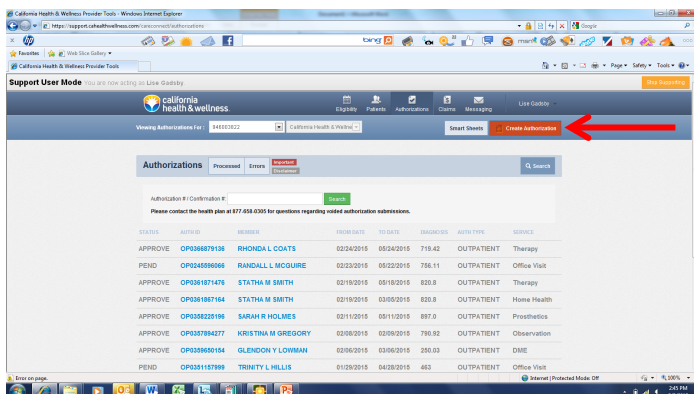 California Health & Wellness Provider Tools - Windows Internet Explorer
https://support.cahealthwellness.com/careconnect/authorizations
Google
bing
Favorites Web Slice Gallery
California Health & Wellness Provider Tools
Page Safety Tools
Support User Mode You are now acting as Lise Gadsby
Stop Supporting
california
health & wellness.
Eligibility Patients Authorizations Claims Messaging
Lise Gadsby
Viewing Authorizations For :
California Health & Wellne
Smart Sheets
Create Authorization
Authorizations
Processed
Errors
Important
Disclaimer
Search
Authorization # / Confirmation #:
Search
Please contact the health plan at 877-658-0305 for questions regarding voided authorization submissions.
STATUS AUTH ID MEMBER FROM DATE TO DATE DIAGNOSIS AUTH TYPE SERVICE
APPROVE OP0366879136 RHONDA L COATS 02/24/2015 05/24/2015 719.42 OUTPATIENT Therapy
PEND OP0245596066 RANDALL L MCGUIRE 02/23/2015 05/22/2015 756.11 OUTPATIENT Office Visit
APPROVE OP0361871476 STATHA M SMITH 02/19/2015 05/18/2015 820.8 OUTPATIENT Therapy
APPROVE OP0361867164 STATHA M SMITH 02/19/2015 03/05/2015 820.8 OUTPATIENT Home Health
APPROVE OP0358225196 SARAH R HOLMES 02/11/2015 05/11/2015 897.0 OUTPATIENT Prosthetics
APPROVE OP0357894277 KRISTINA M GREGORY 02/08/2015 02/09/2015 790.92 OUTPATIENT Observation
APPROVE OP0359650154 GLENDON Y LOWMAN 02/06/2015 03/06/2015 250.03 OUTPATIENT DME
PEND OP0351157999 TRINITY L HILLIS 01/29/2015 04/28/2015 463 OUTPATIENT Office Visit
Error on page.
Internet | Protected Mode: Off
100%
2:45 PM